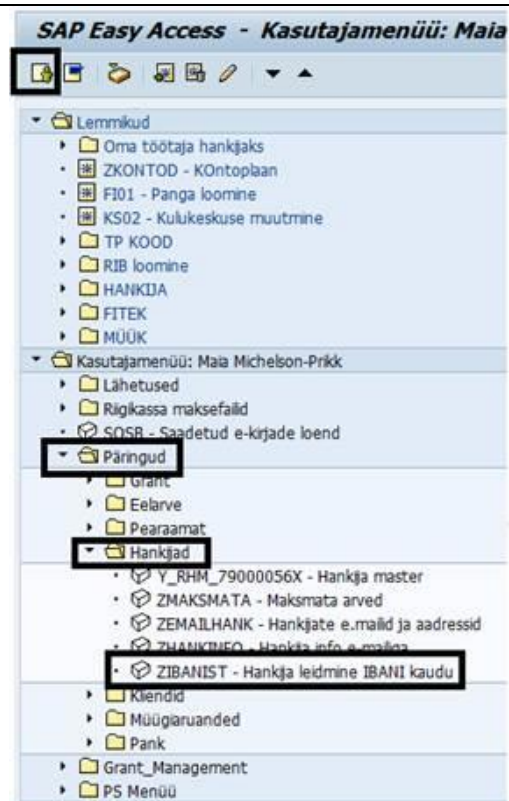 SAP Easy Access - Kasutajamenüü: Maia
Lemmikud
Oma töötaja hankijaks
ZKONTOD - KOntoplaan
FI01 - Panga loomine
KS02 - Kulukeskuse muutmine
TP KOOD
RIB loomine
HANKIJA
FITEK
MÜÜK
Kasutajamenüü: Maia Michelson-Prikk
Lähetused
Riigikassa maksefailid
SOSB - Saadetud e-kirjade loend
Päringud
Grant
Eelarve
Pearaamat
Hankijad
Y_RHM_79000056X - Hankija master
ZMAKSMATA - Maksmata arved
ZEMAILHANK - Hankijate e.mailid ja aadressid
ZHANKINFO - Hankija info e-mailiga
ZIBANIST - Hankija leidmine IBANI kaudu
Kliendid
Müügiaruanded
Pank
Grant_Management
PS Menüü